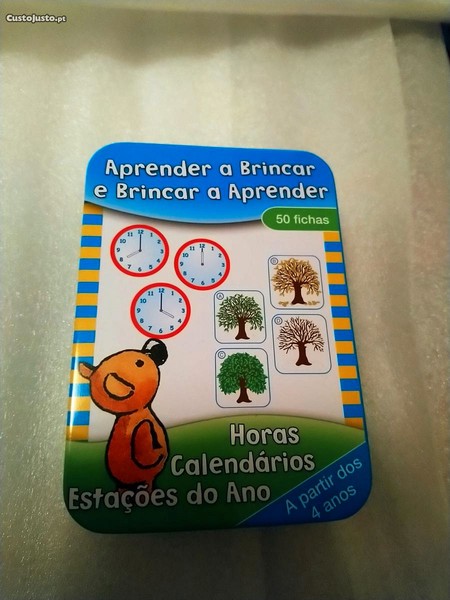 CustoJusto.pt
Aprender a Brincar
e Brincar a Aprender
50 fichas
Horas
Calendários
Estações do Ano
A partir dos
4 anos